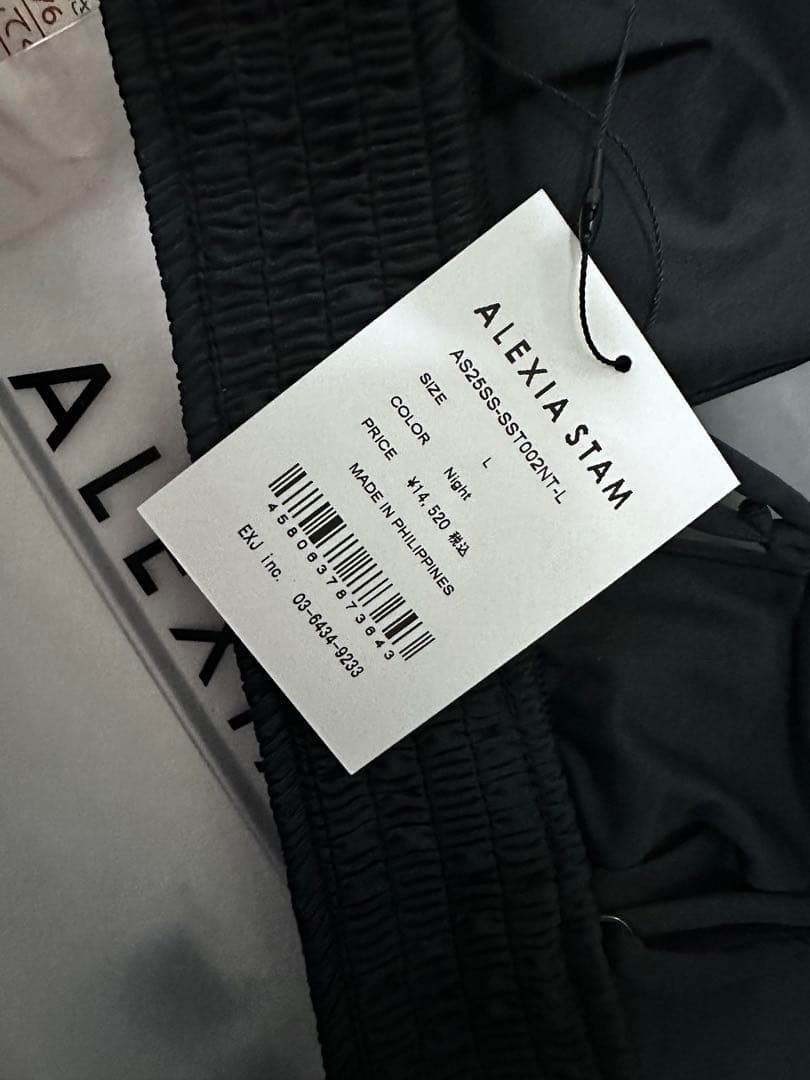 ALEXIA STAM
AS25SS-SST002NT-L
SIZE L
COLOR Night
PRICE ¥14,520 税込
MADE IN PHILIPPINES
4580637873643
EXJ inc. 03-6434-9233
ALEXI